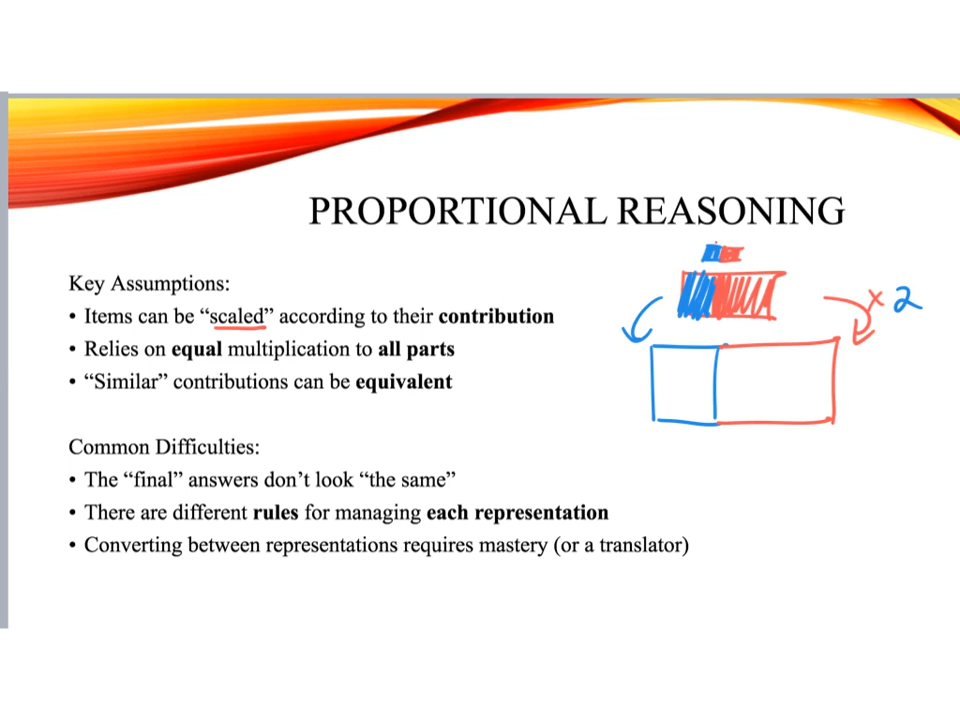 PROPORTIONAL REASONING
Key Assumptions:
• Items can be “scaled” according to their contribution
• Relies on equal multiplication to all parts
• “Similar” contributions can be equivalent
× 2
Common Difficulties:
• The “final” answers don’t look “the same”
• There are different rules for managing each representation
• Converting between representations requires mastery (or a translator)